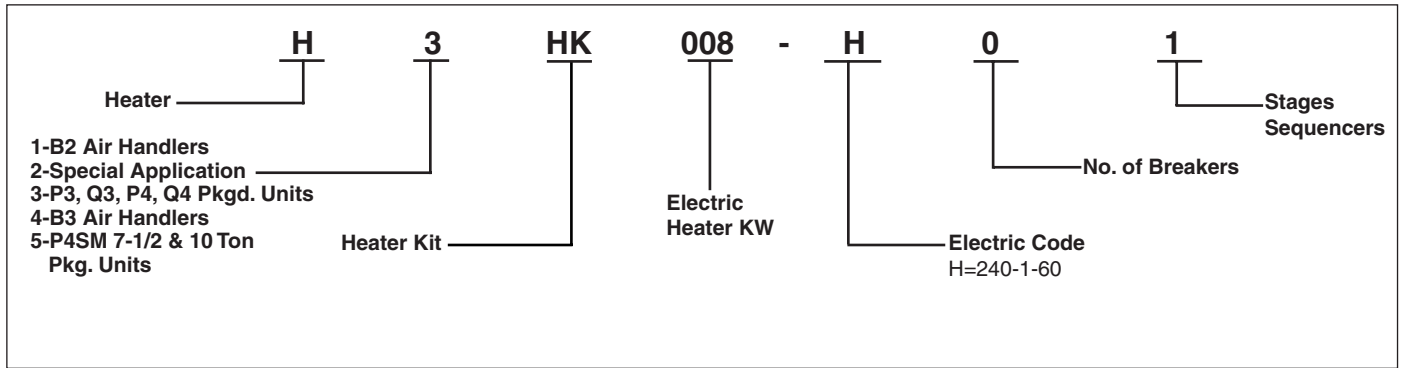 H 3 HK 008 - H 0 1
Heater
1-B2 Air Handlers
2-Special Application
3-P3, Q3, P4, Q4 Pkgd. Units
4-B3 Air Handlers
5-P4SM 7-1/2 & 10 Ton
Pkg. Units
Heater Kit
Electric
Heater KW
Electric Code
H=240-1-60
No. of Breakers
Stages
Sequencers